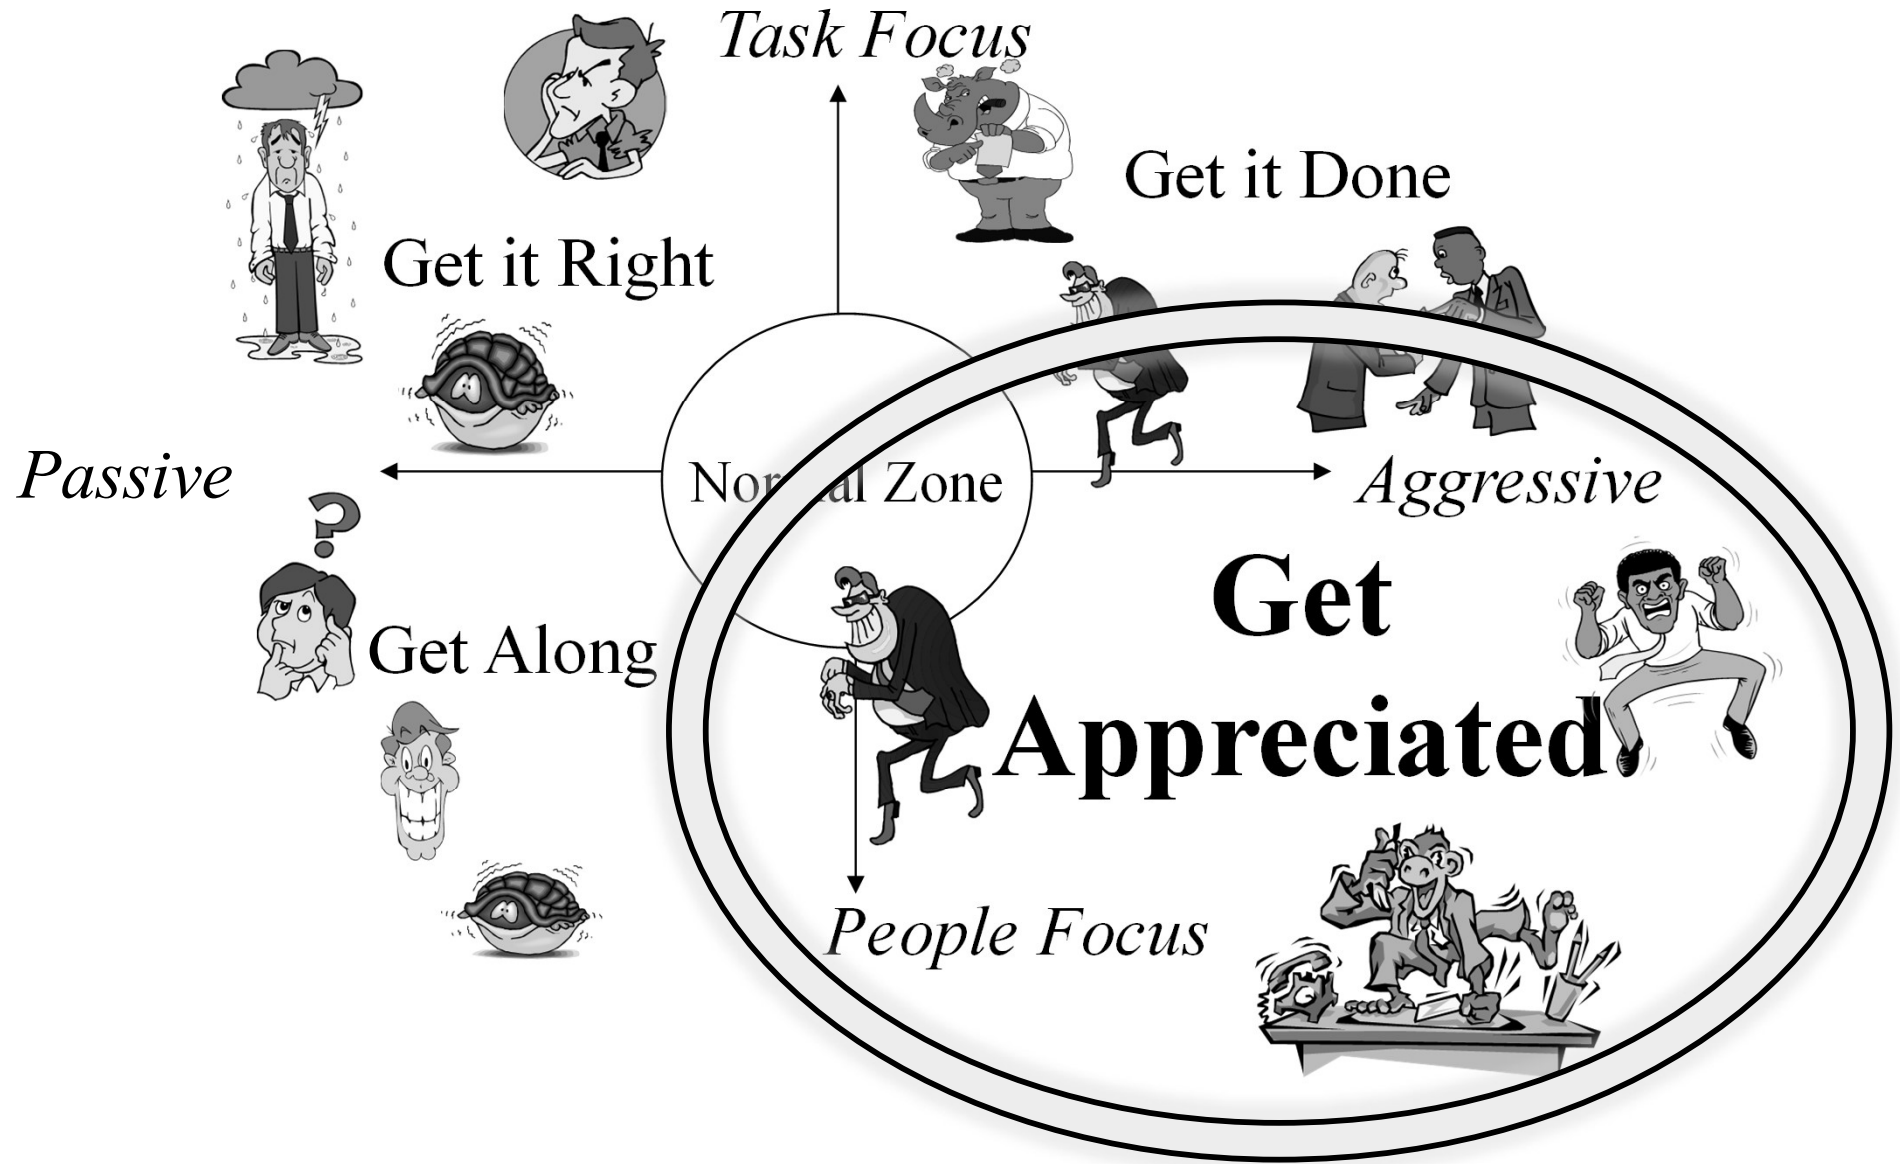 Task Focus
Get it Done
Get it Right
Passive
Normal Zone
Aggressive
?
Get
Appreciated
Get Along
People Focus